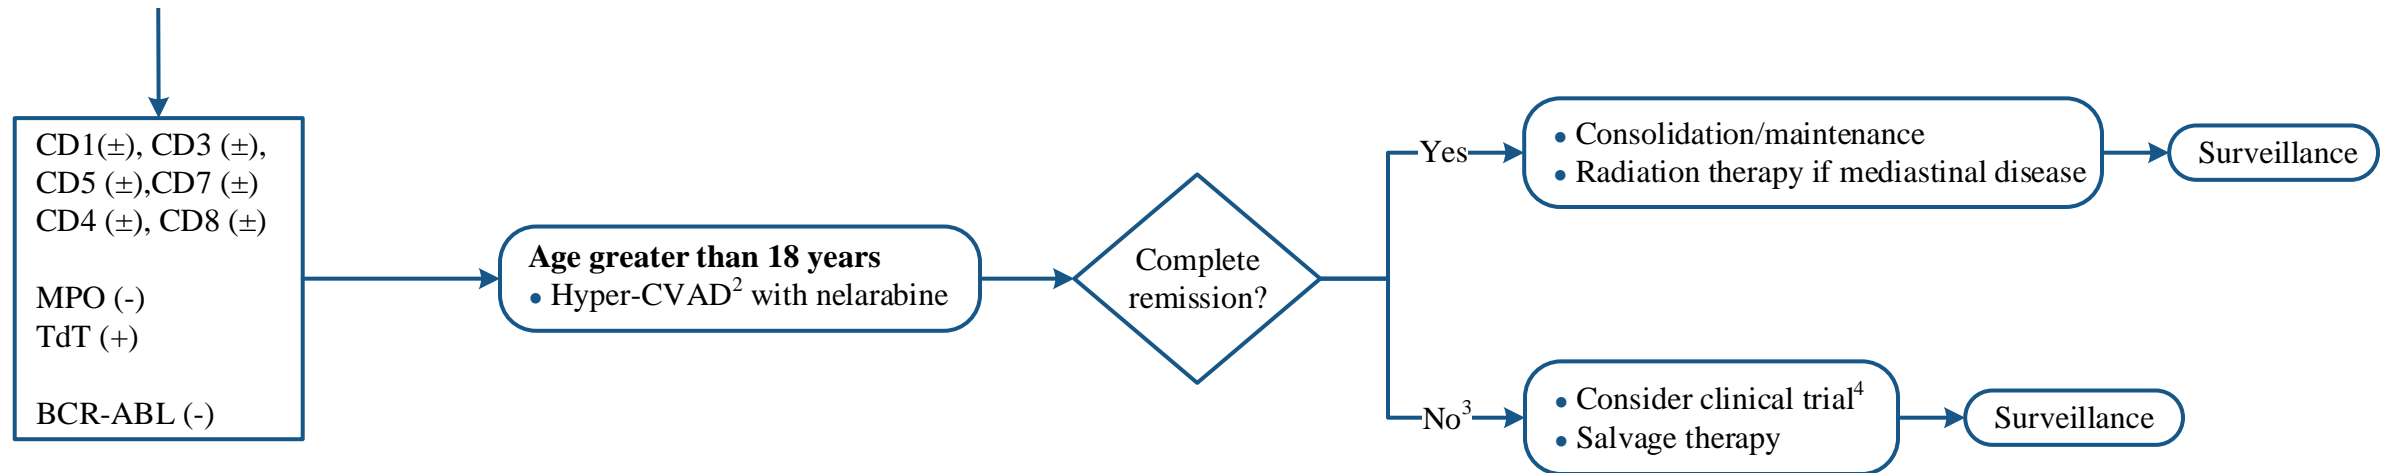 CD1(±), CD3 (±),
CD5 (±),CD7 (±)
CD4 (±), CD8 (±)
MPO (-)
TdT (+)
BCR-ABL (-)
Age greater than 18 years
• Hyper-CVAD² with nelarabine
Complete
remission?
Yes
• Consolidation/maintenance
• Radiation therapy if mediastinal disease
Surveillance
No³
• Consider clinical trial⁴
• Salvage therapy
Surveillance